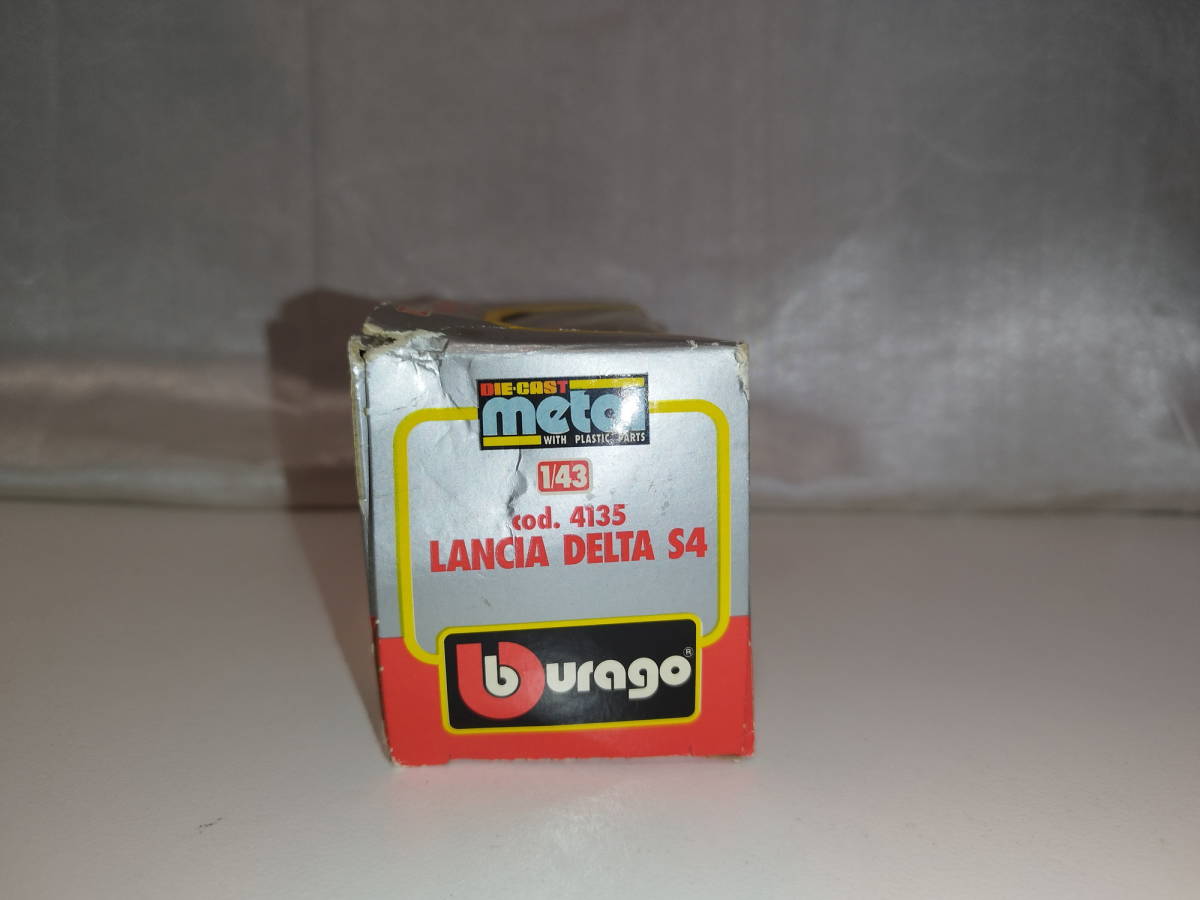 DIE-CAST
metal
WITH PLASTIC PARTS
1/43
cod. 4135
LANCIA DELTA S4
burago®